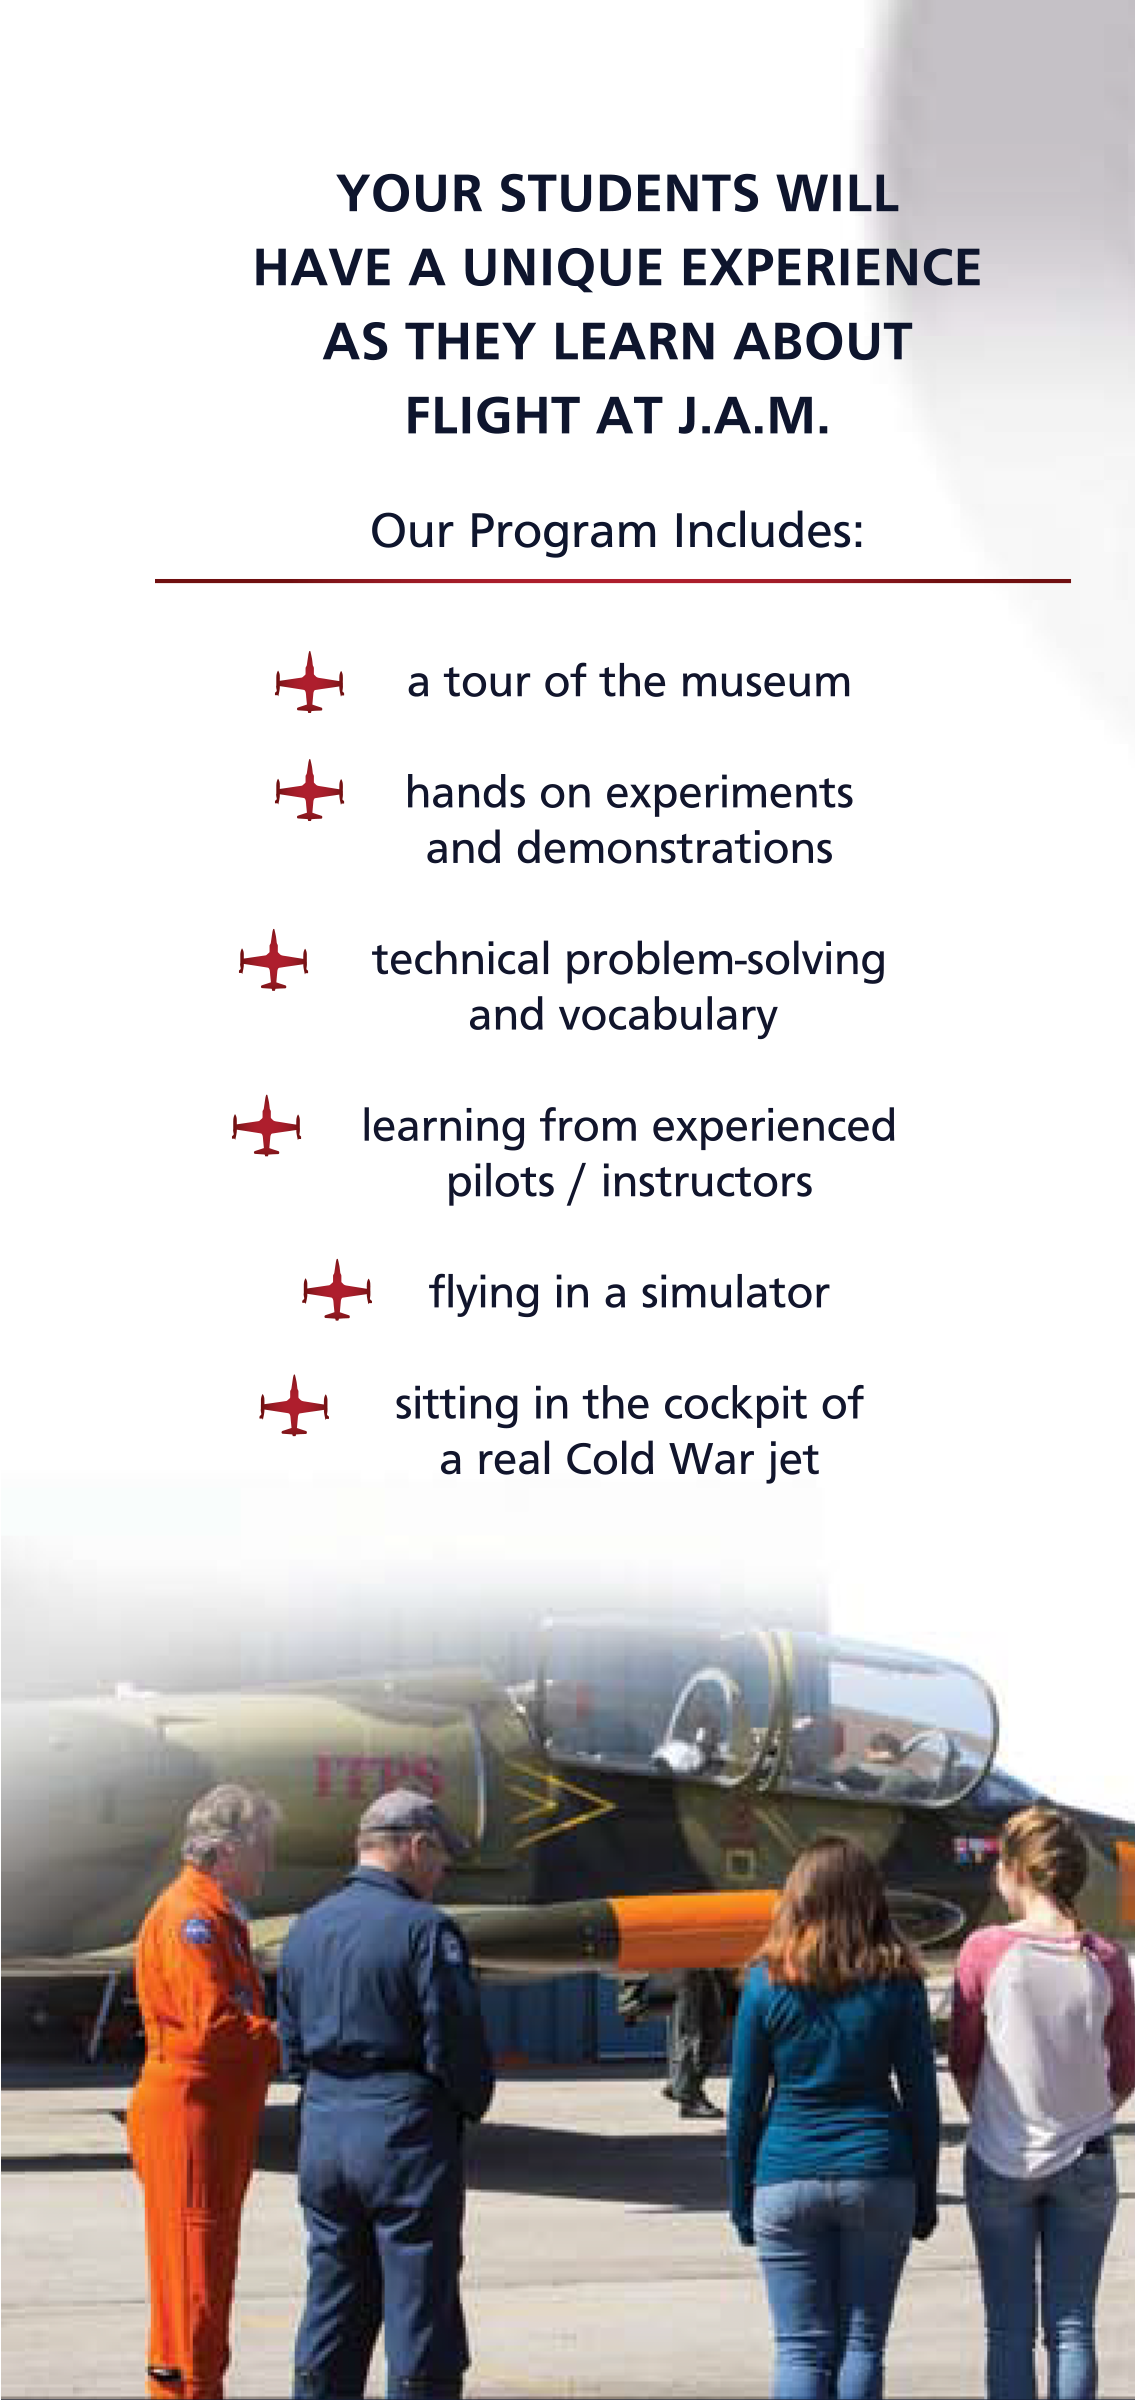 YOUR STUDENTS WILL
HAVE A UNIQUE EXPERIENCE
AS THEY LEARN ABOUT
FLIGHT AT J.A.M.
Our Program Includes:
a tour of the museum
hands on experiments
and demonstrations
technical problem-solving
and vocabulary
learning from experienced
pilots / instructors
flying in a simulator
sitting in the cockpit of
a real Cold War jet
ITPS